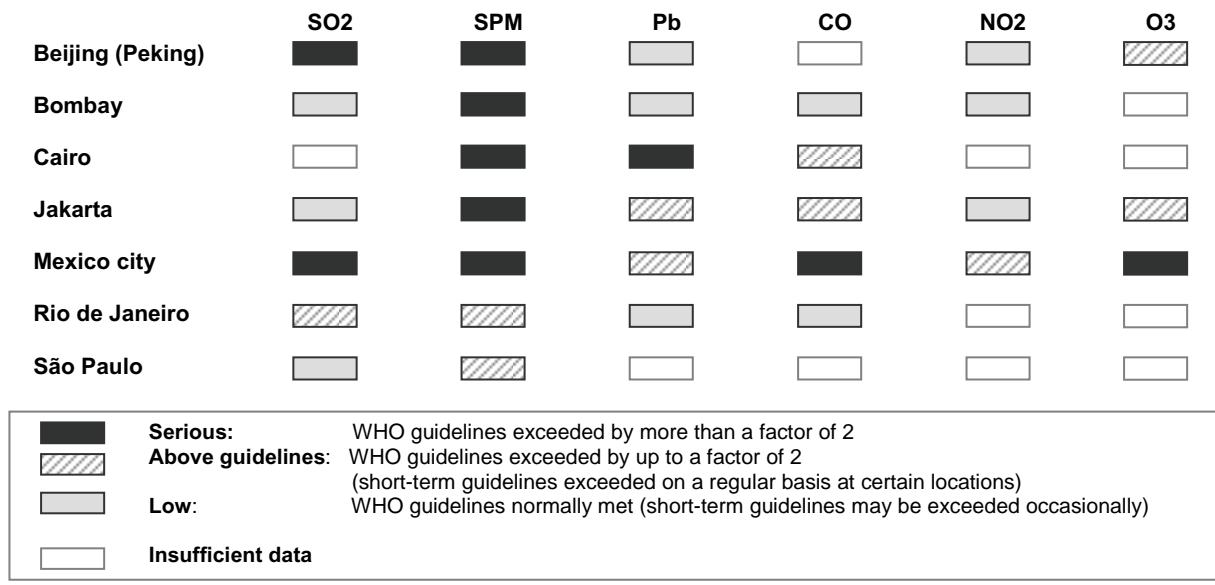 SO2 SPM Pb CO NO2 O3
Beijing (Peking)
Bombay
Cairo
Jakarta
Mexico city
Rio de Janeiro
São Paulo
Serious: WHO guidelines exceeded by more than a factor of 2
Above guidelines: WHO guidelines exceeded by up to a factor of 2
(short-term guidelines exceeded on a regular basis at certain locations)
Low: WHO guidelines normally met (short-term guidelines may be exceeded occasionally)
Insufficient data